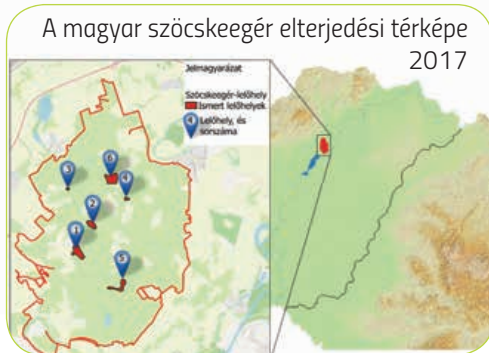 A magyar szöcskeegér elterjedési térképe
2017
Jelmagyarázat
Szöcskeegér-lelőhely
Ismert lelőhelyek
4 Lelőhely, és
sorszáma
6
3
4
2
1
5